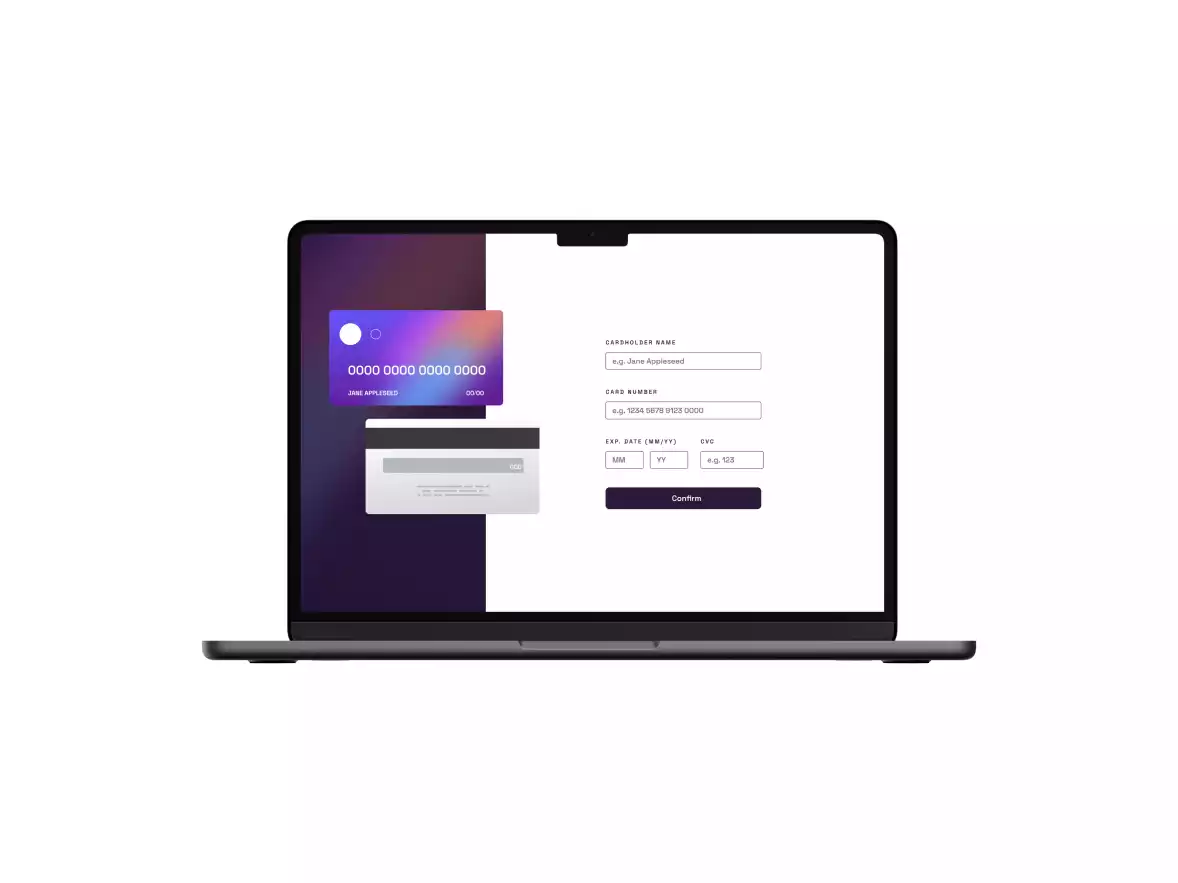 0000 0000 0000 0000
JANE APPLESEED 00/00
000
CARDHOLDER NAME
e.g. Jane Appleseed
CARD NUMBER
e.g. 1234 5678 9123 0000
EXP. DATE (MM/YY) CVC
MM YY e.g. 123
Confirm